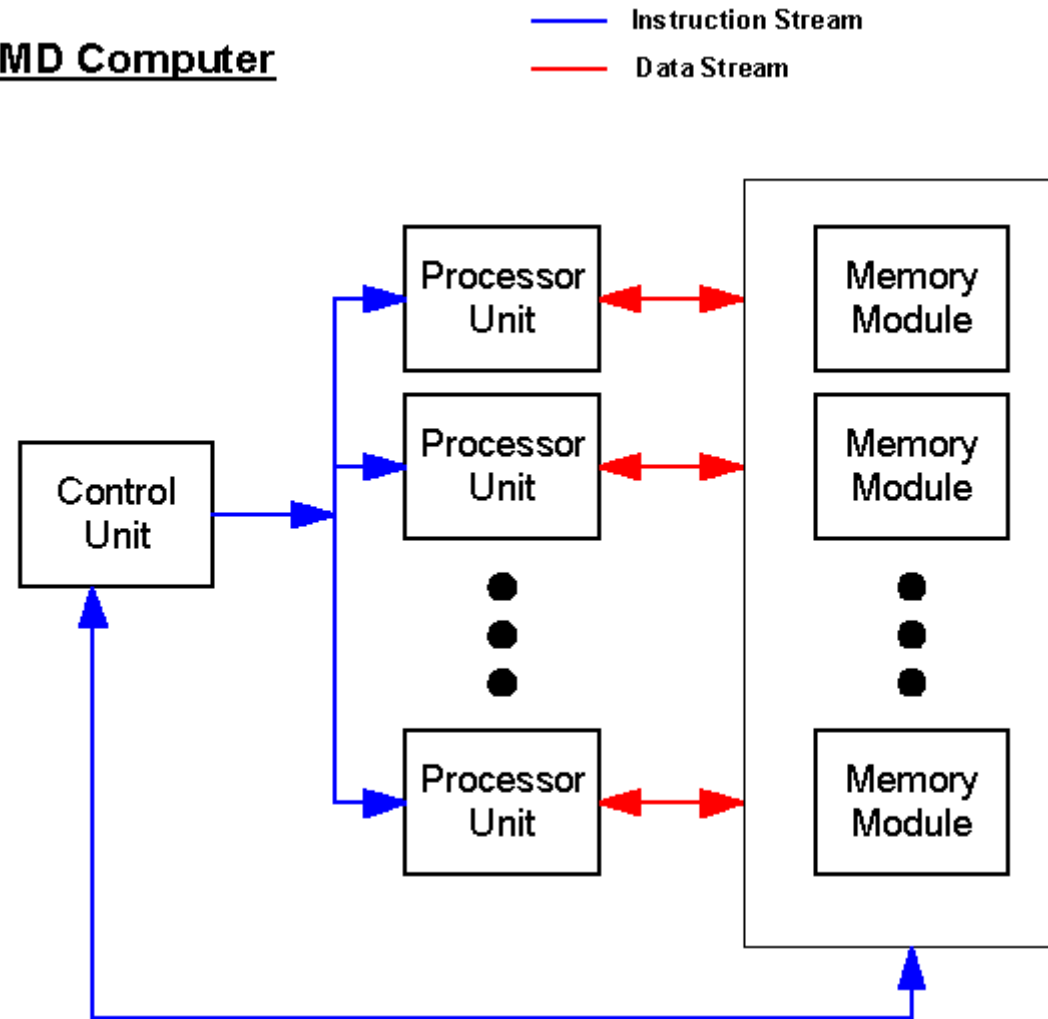 MD Computer
Instruction Stream
Data Stream
Processor
Unit
Memory
Module
Processor
Unit
Memory
Module
Control
Unit
Processor
Unit
Memory
Module